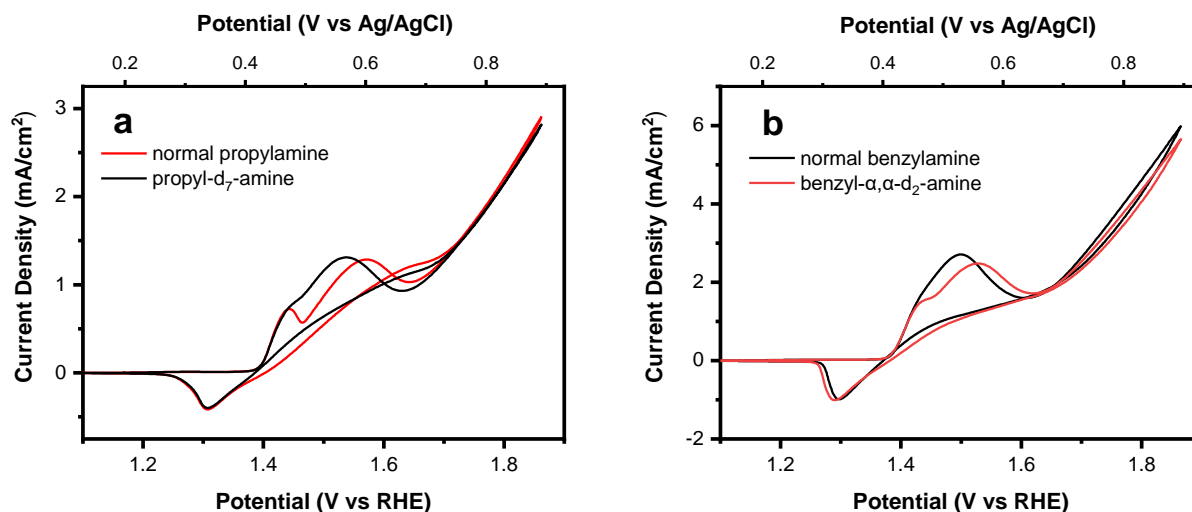 Potential (V vs Ag/AgCl)
0.2 0.4 0.6 0.8
a
normal propylamine
propyl-d₇-amine
Current Density (mA/cm²)
3
2
1
0
1.2 1.4 1.6 1.8
Potential (V vs RHE)
Potential (V vs Ag/AgCl)
0.2 0.4 0.6 0.8
b
normal benzylamine
benzyl-α,α-d₂-amine
Current Density (mA/cm²)
6
4
2
0
-2
1.2 1.4 1.6 1.8
Potential (V vs RHE)